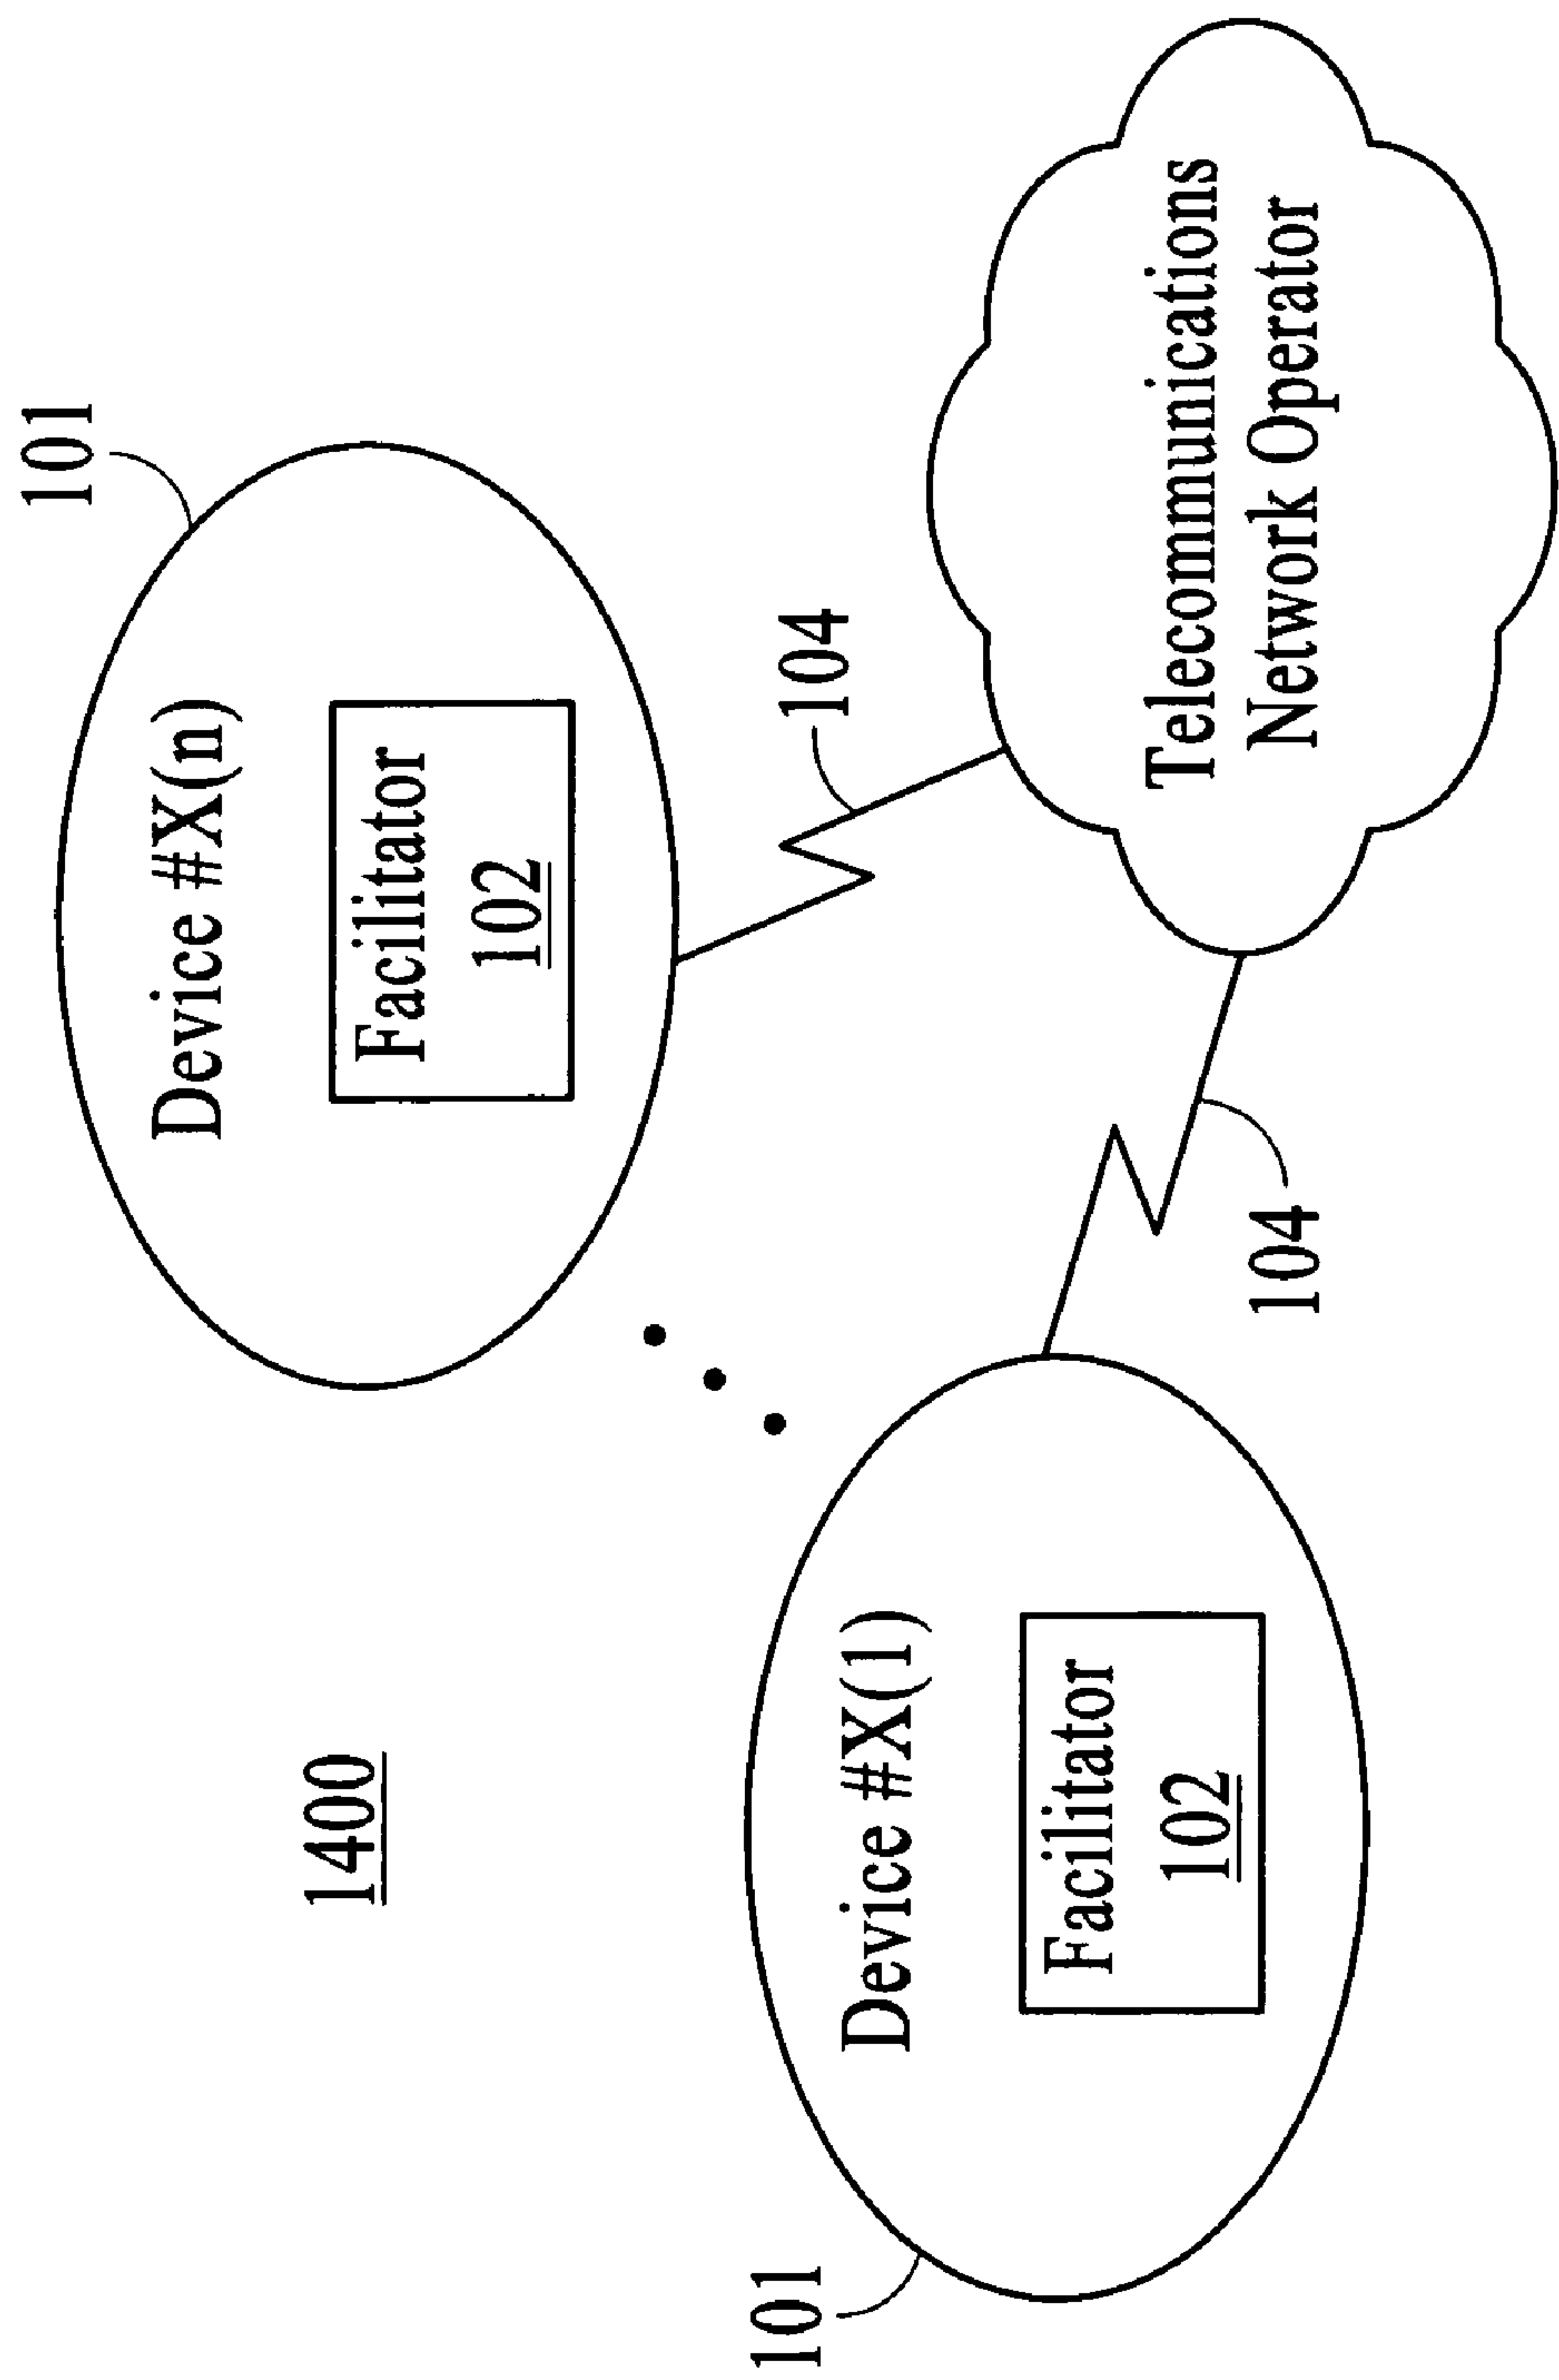 1400
101
Device #X(n)
Facilitator
102
104
101
Device #X(1)
Facilitator
102
104
Telecommunications
Network Operator